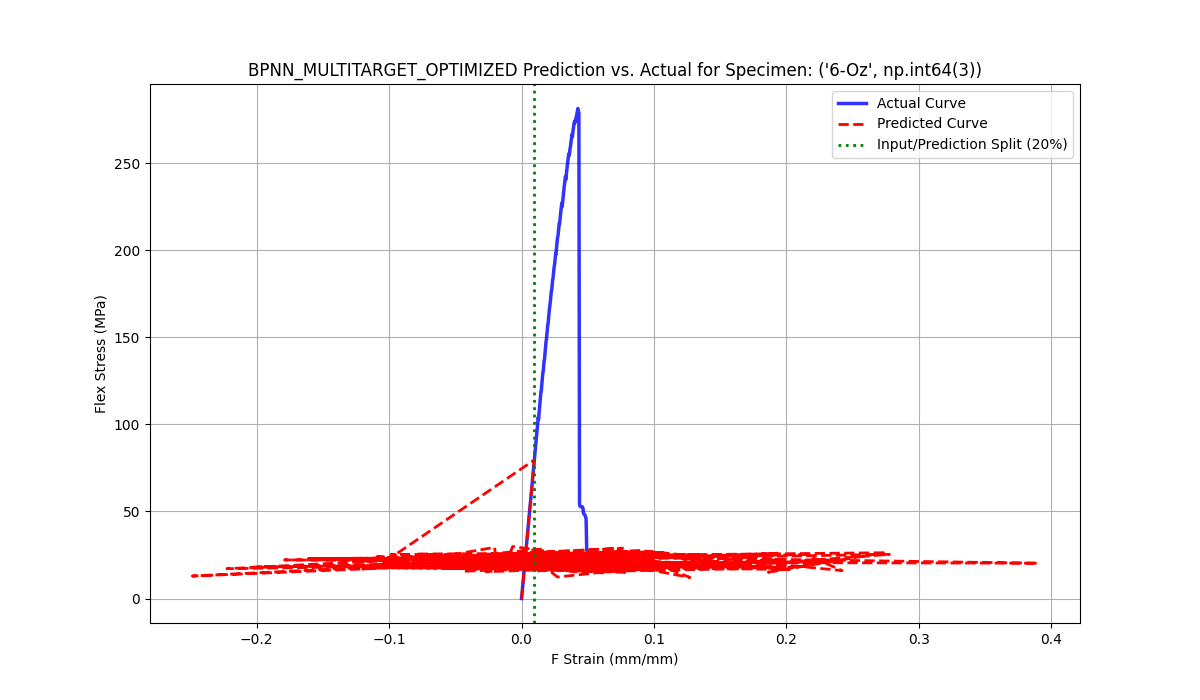 BPNN_MULTITARGET_OPTIMIZED Prediction vs. Actual for Specimen: ('6-Oz', np.int64(3))
Actual Curve
Predicted Curve
Input/Prediction Split (20%)
Flex Stress (MPa)
250
200
150
100
50
0
−0.2
−0.1
0.0
0.1
0.2
0.3
0.4
F Strain (mm/mm)